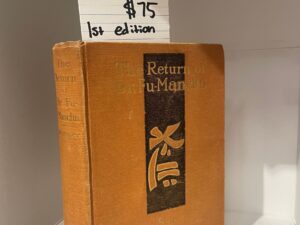 $75
1st edition
The Return of
Dr. Fu-Manchu
The
Return
of
Dr. Fu-
Manchu